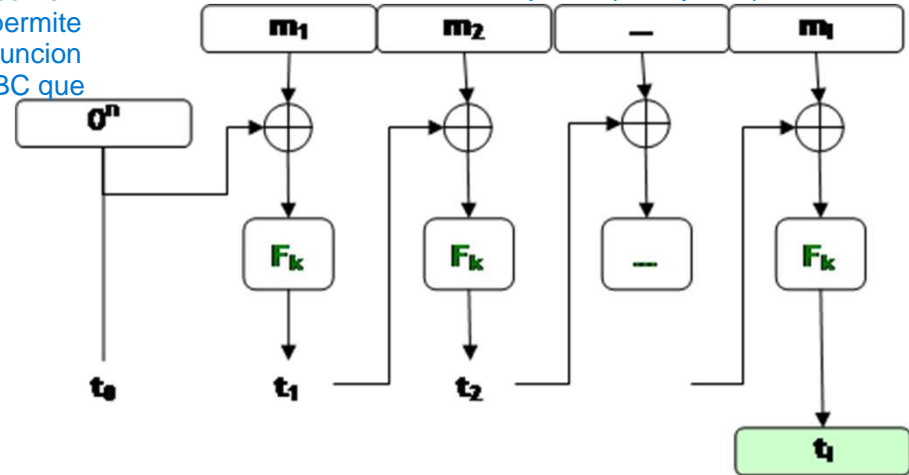 permite
uncion
BC que
m₁ m₂ ... mₗ
0ⁿ
Fₖ Fₖ ... Fₖ
t₀ t₁ t₂
tₗ